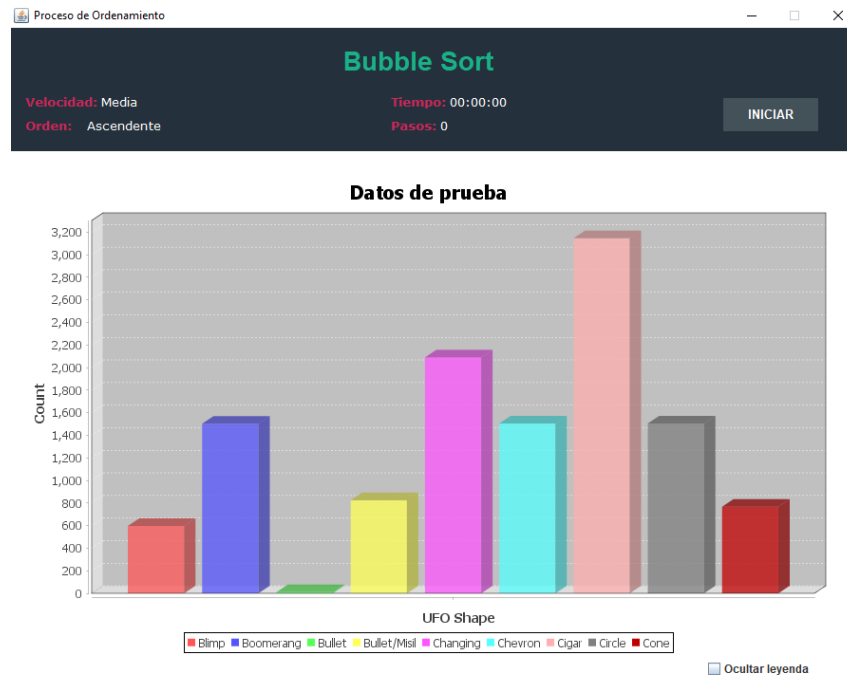 Proceso de Ordenamiento
Bubble Sort
Velocidad: Media
Tiempo: 00:00:00
Orden: Ascendente
Pasos: 0
INICIAR
Datos de prueba
3,200
3,000
2,800
2,600
2,400
2,200
2,000
1,800
1,600
1,400
1,200
1,000
800
600
400
200
0
Count
UFO Shape
Blimp Boomerang Bullet Bullet/Misil Changing Chevron Cigar Circle Cone
Ocultar leyenda